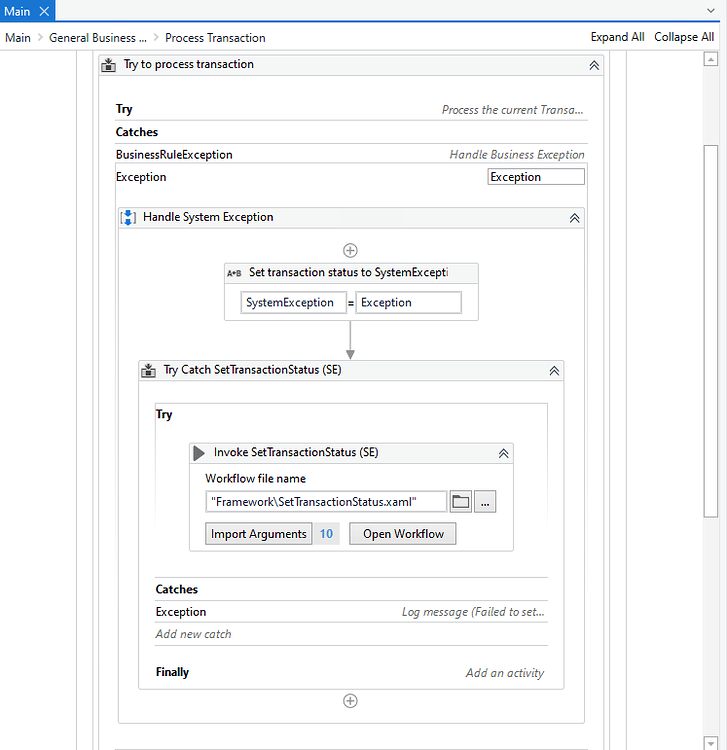 Main
Main > General Business ... > Process Transaction
Expand All Collapse All
Try to process transaction
Try Process the current Transa...
Catches
BusinessRuleException Handle Business Exception
Exception Exception
Handle System Exception
A+B Set transaction status to SystemExcepti
SystemException = Exception
Try Catch SetTransactionStatus (SE)
Try
Invoke SetTransactionStatus (SE)
Workflow file name
"Framework\SetTransactionStatus.xaml" ...
Import Arguments 10 Open Workflow
Catches
Exception Log message (Failed to set...
Add new catch
Finally Add an activity